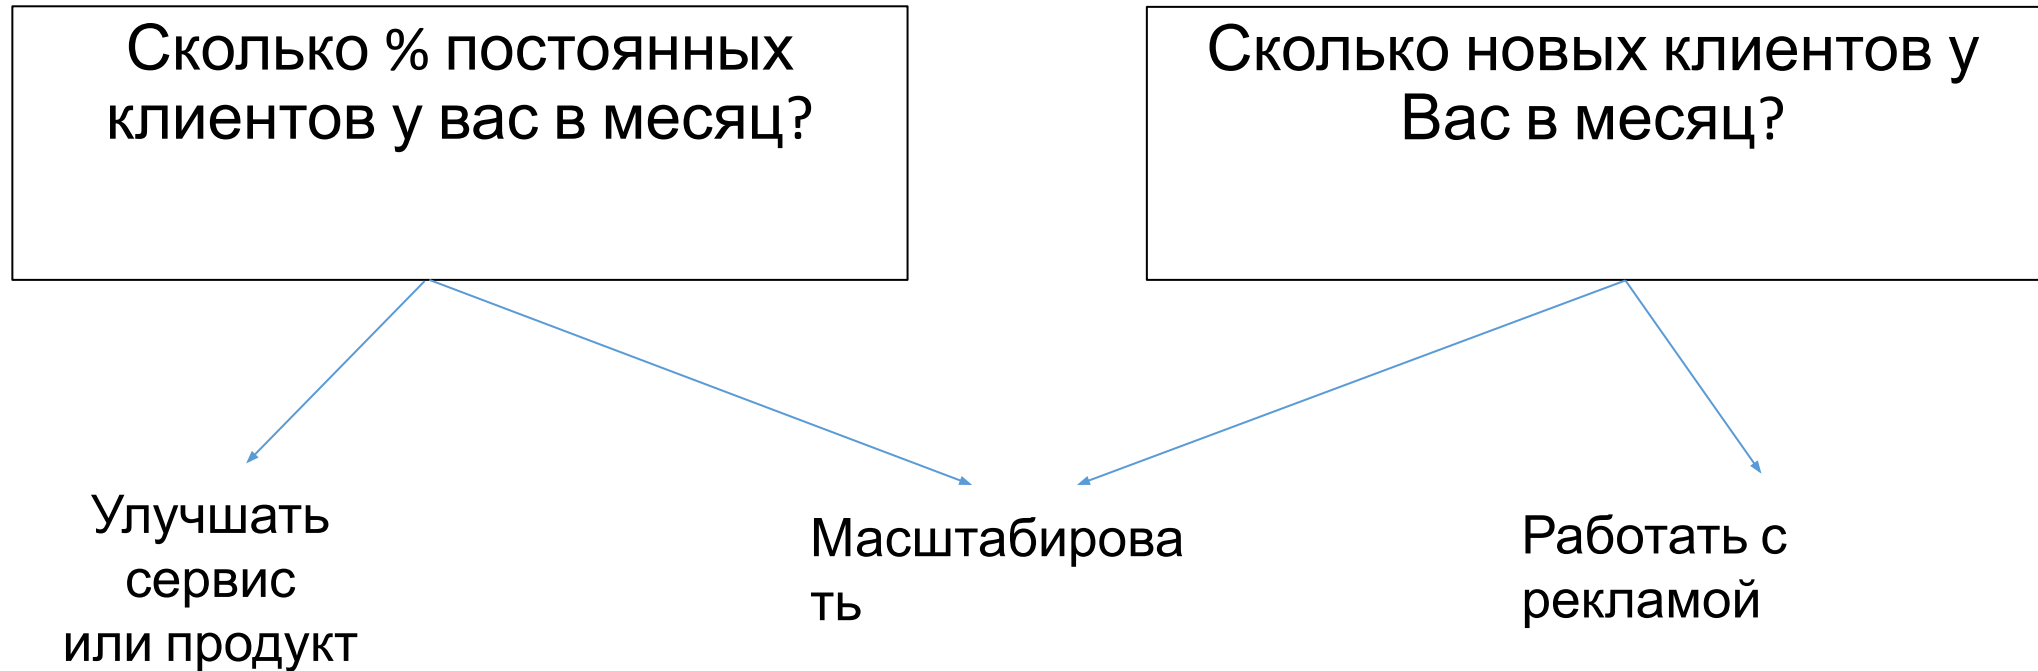 Сколько % постоянных
клиентов у вас в месяц?
Сколько новых клиентов у
Вас в месяц?
Улучшать
сервис
или продукт
Масштабирова
ть
Работать с
рекламой